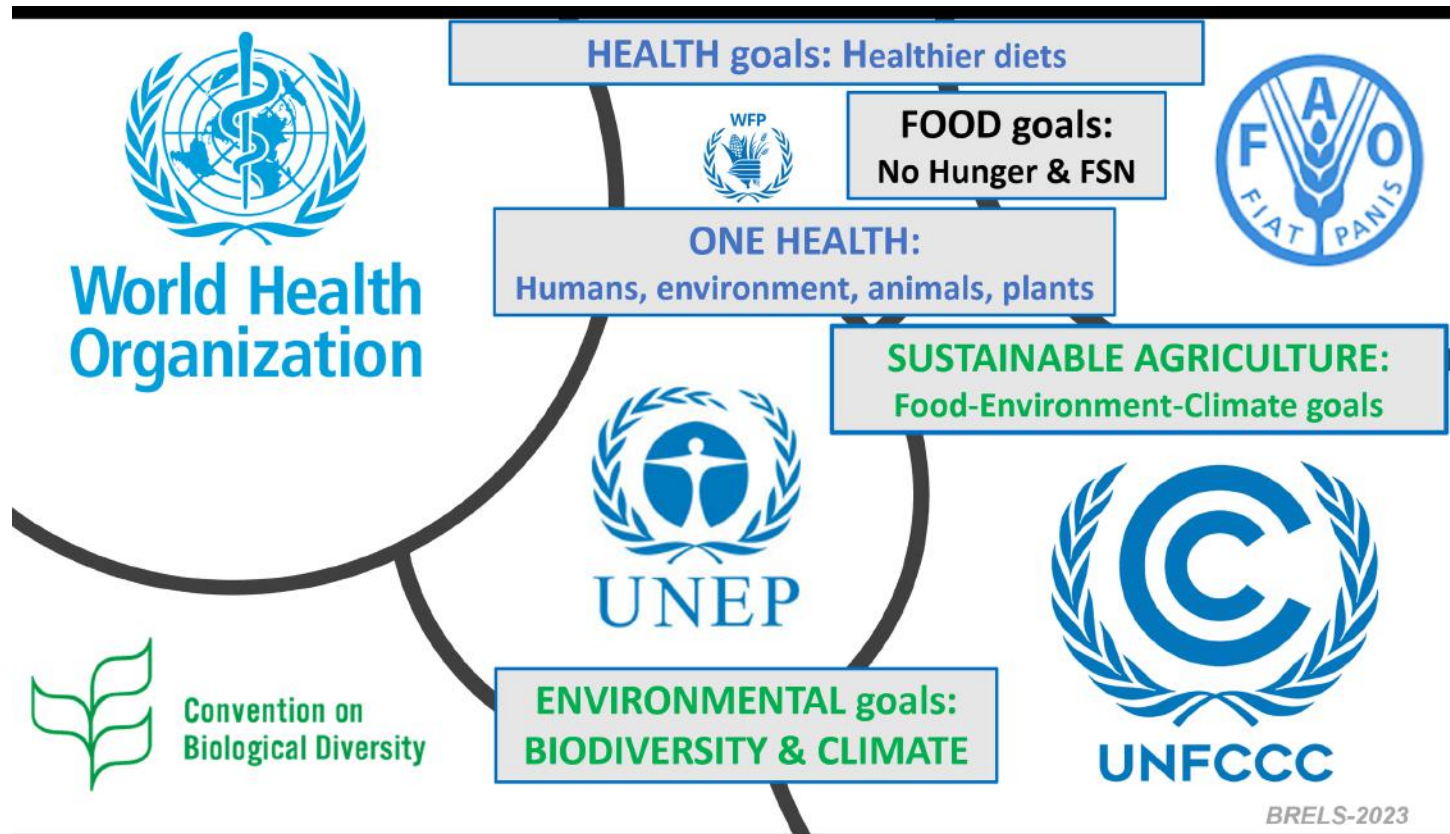 HEALTH goals: Healthier diets
WFP
FOOD goals:
No Hunger & FSN
FAO
FIAT PANIS
World Health
Organization
ONE HEALTH:
Humans, environment, animals, plants
SUSTAINABLE AGRICULTURE:
Food-Environment-Climate goals
UNEP
Convention on
Biological Diversity
ENVIRONMENTAL goals:
BIODIVERSITY & CLIMATE
UNFCCC
BRELS-2023